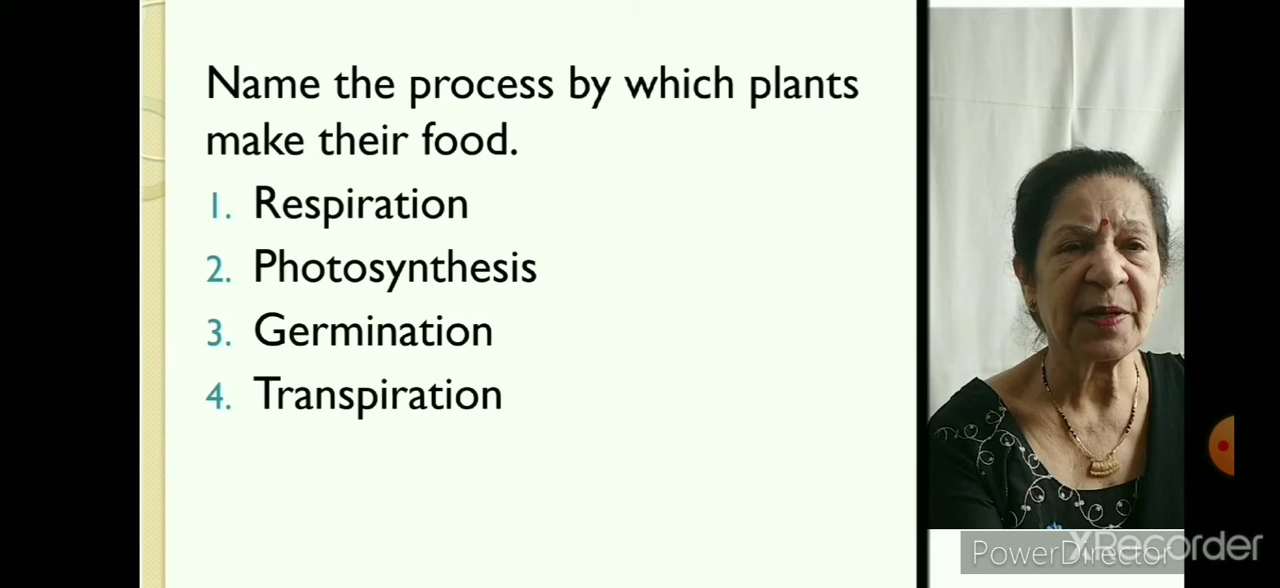 Name the process by which plants
make their food.
1. Respiration
2. Photosynthesis
3. Germination
4. Transpiration
PowerDirector
XRecorder